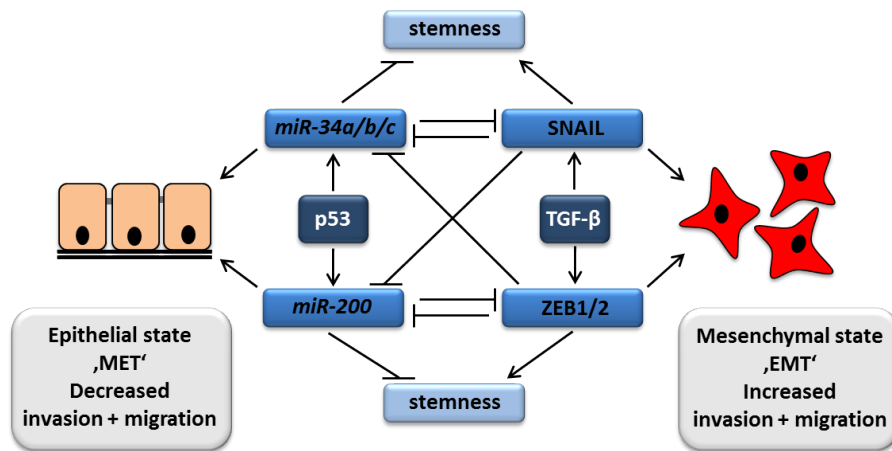 stemness
miR-34a/b/c
SNAIL
p53
TGF-β
miR-200
ZEB1/2
Epithelial state
‚MET‘
Decreased
invasion + migration
Mesenchymal state
‚EMT‘
Increased
invasion + migration
stemness